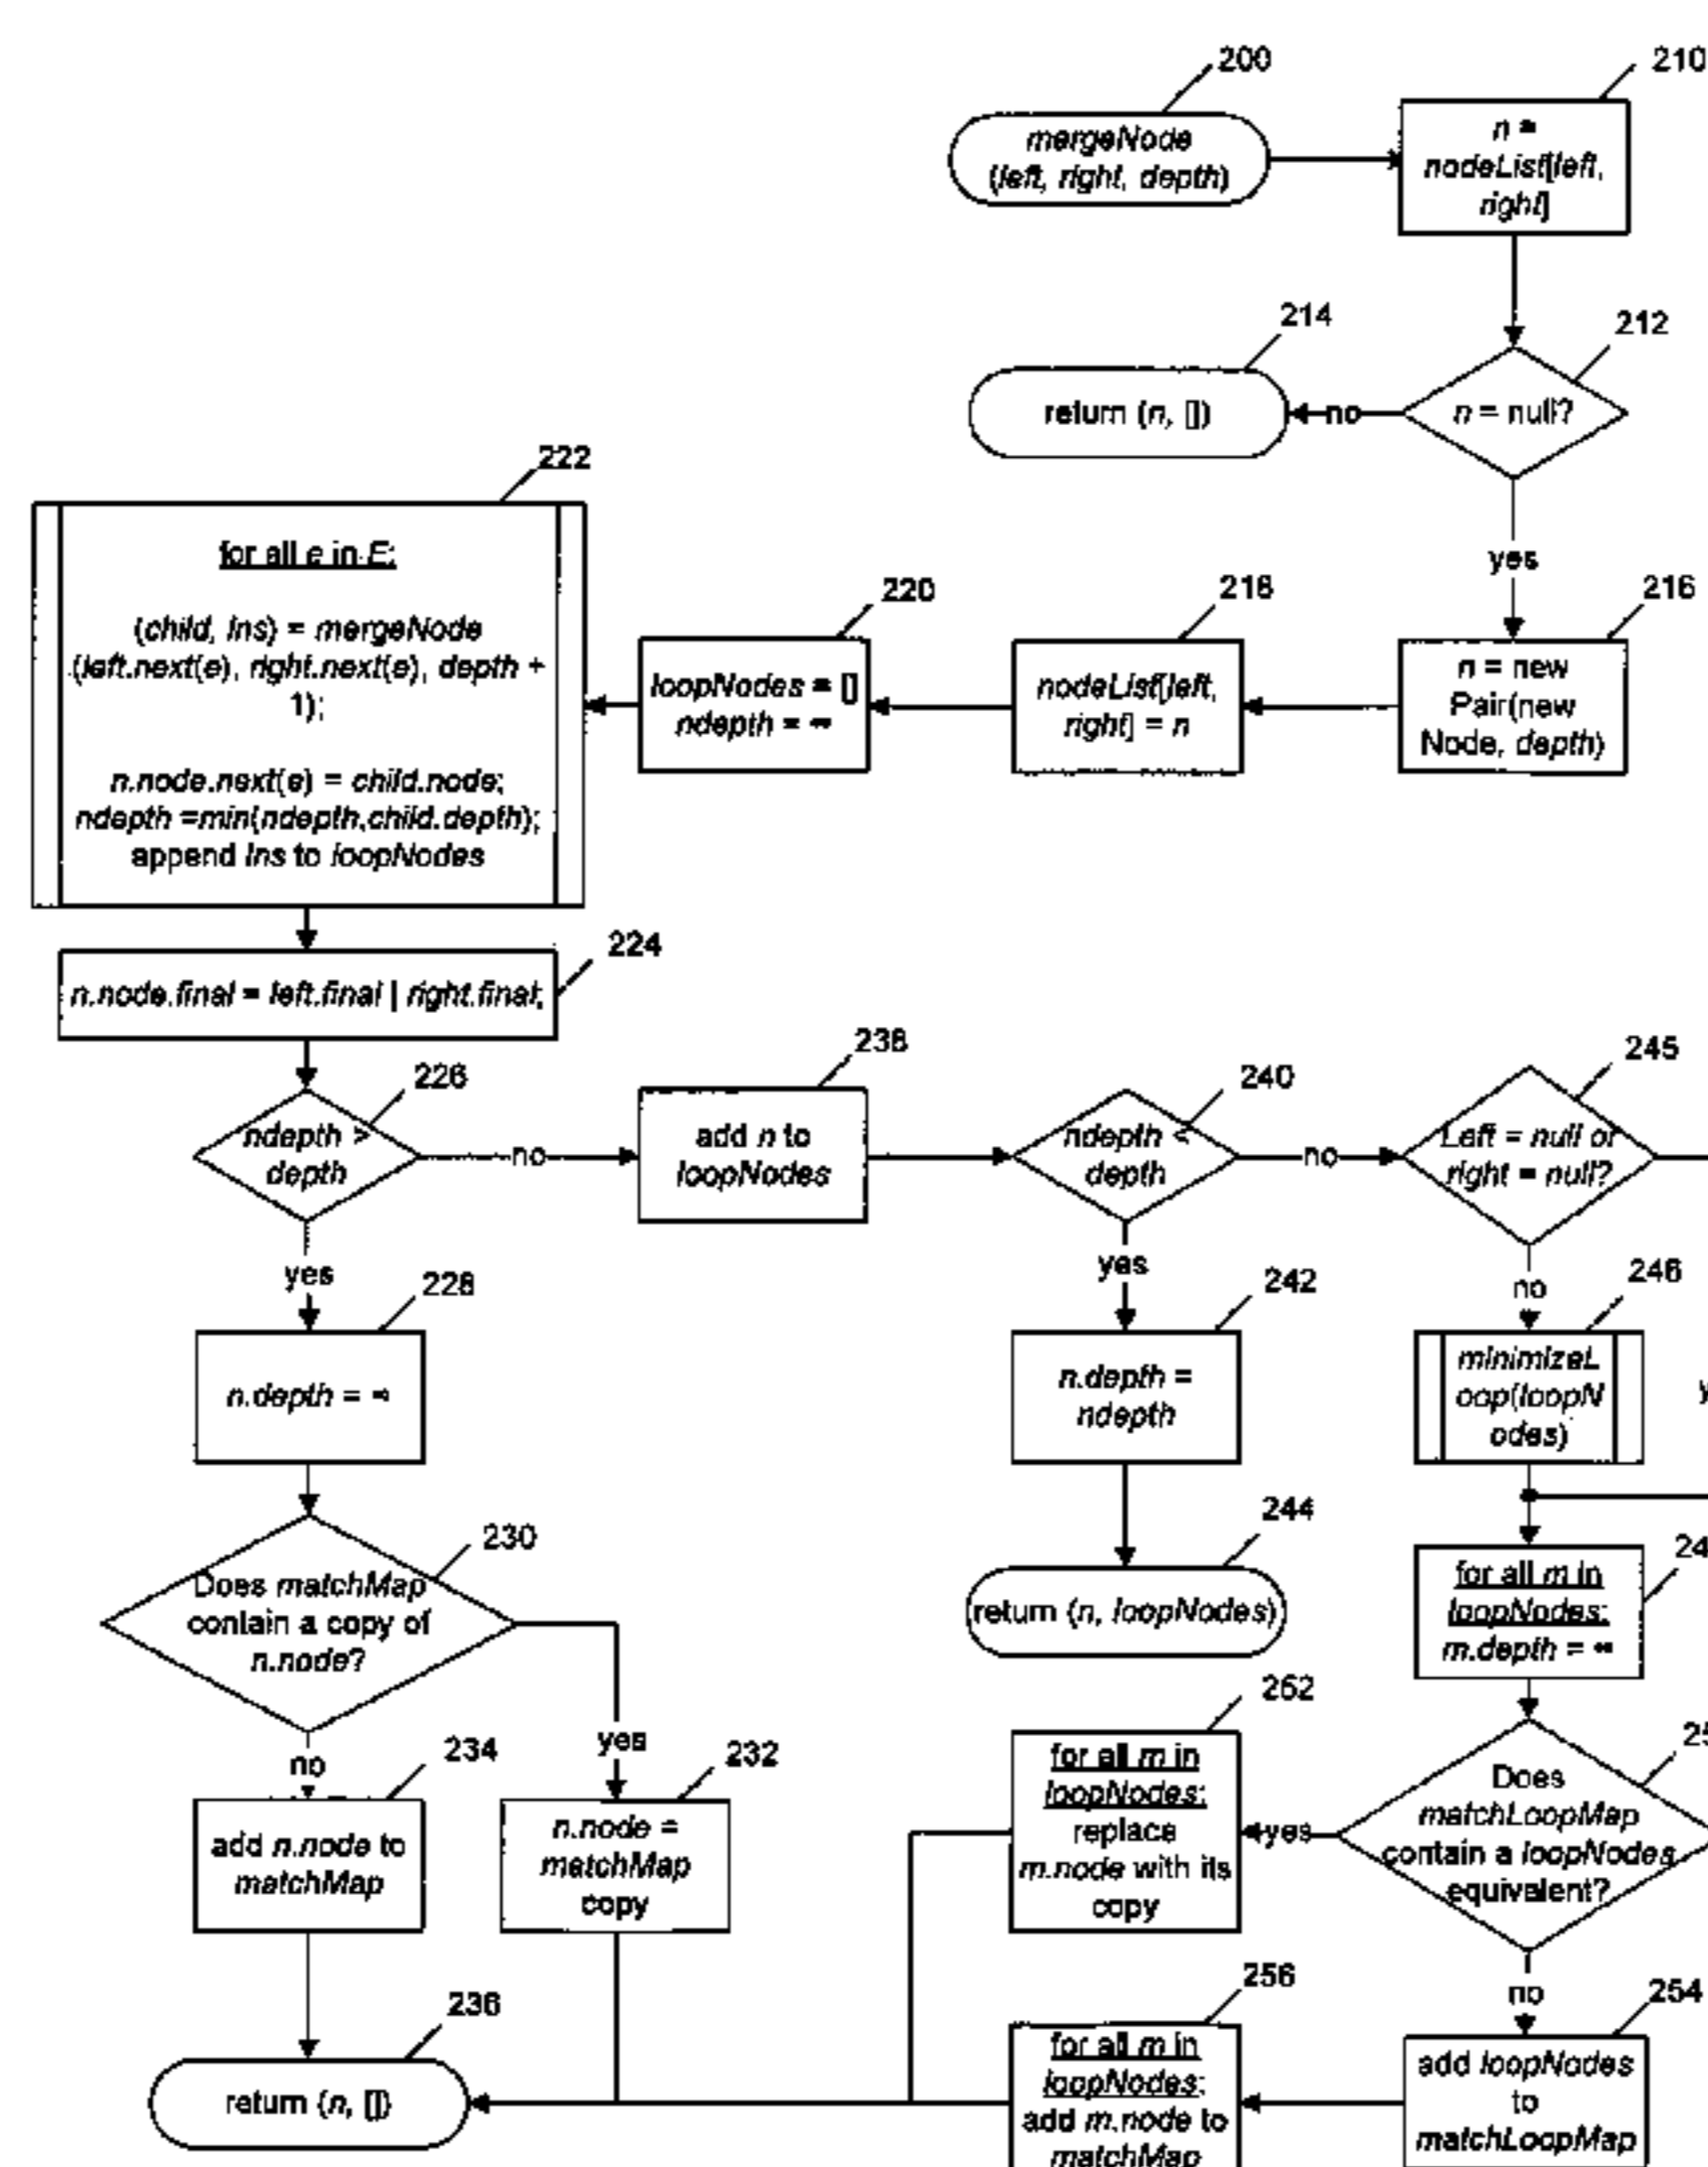 200
mergeNode
(left, right, depth)
210
n =
nodeList[left,
right]
212
n = null?
no
214
return (n, [])
yes
216
n = new
Pair(new
Node, depth)
218
nodeList[left,
right] = n
220
loopNodes = []
ndepth = ∞
222
for all e in E:
(child, lns) = mergeNode
(left.next(e), right.next(e), depth +
1);
n.node.next(e) = child.node;
ndepth =min(ndepth,child.depth);
append lns to loopNodes
224
n.node.final = left.final | right.final;
226
ndepth >
depth
no
238
add n to
loopNodes
240
ndepth <
depth
no
245
Left = null or
right = null?
yes
228
n.depth = ∞
yes
242
n.depth =
ndepth
no
246
minimizeL
oop(loopN
odes)
y
230
Does matchMap
contain a copy of
n.node?
244
return (n, loopNodes)
24
for all m in
loopNodes:
m.depth = ∞
no
234
add n.node to
matchMap
yes
232
n.node =
matchMap
copy
252
for all m in
loopNodes:
replace
m.node with its
copy
yes
25
Does
matchLoopMap
contain a loopNodes
equivalent?
236
return (n, [])
256
for all m in
loopNodes:
add m.node to
matchMap
no
254
add loopNodes
to
matchLoopMap